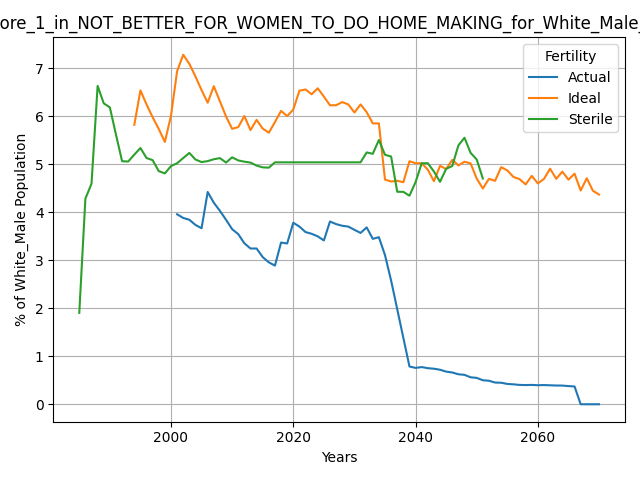 ore_1_in_NOT_BETTER_FOR_WOMEN_TO_DO_HOME_MAKING_for_White_Male_
7
6
5
4
3
2
1
0
% of White_Male Population
Fertility
Actual
Ideal
Sterile
2000
2020
2040
2060
Years